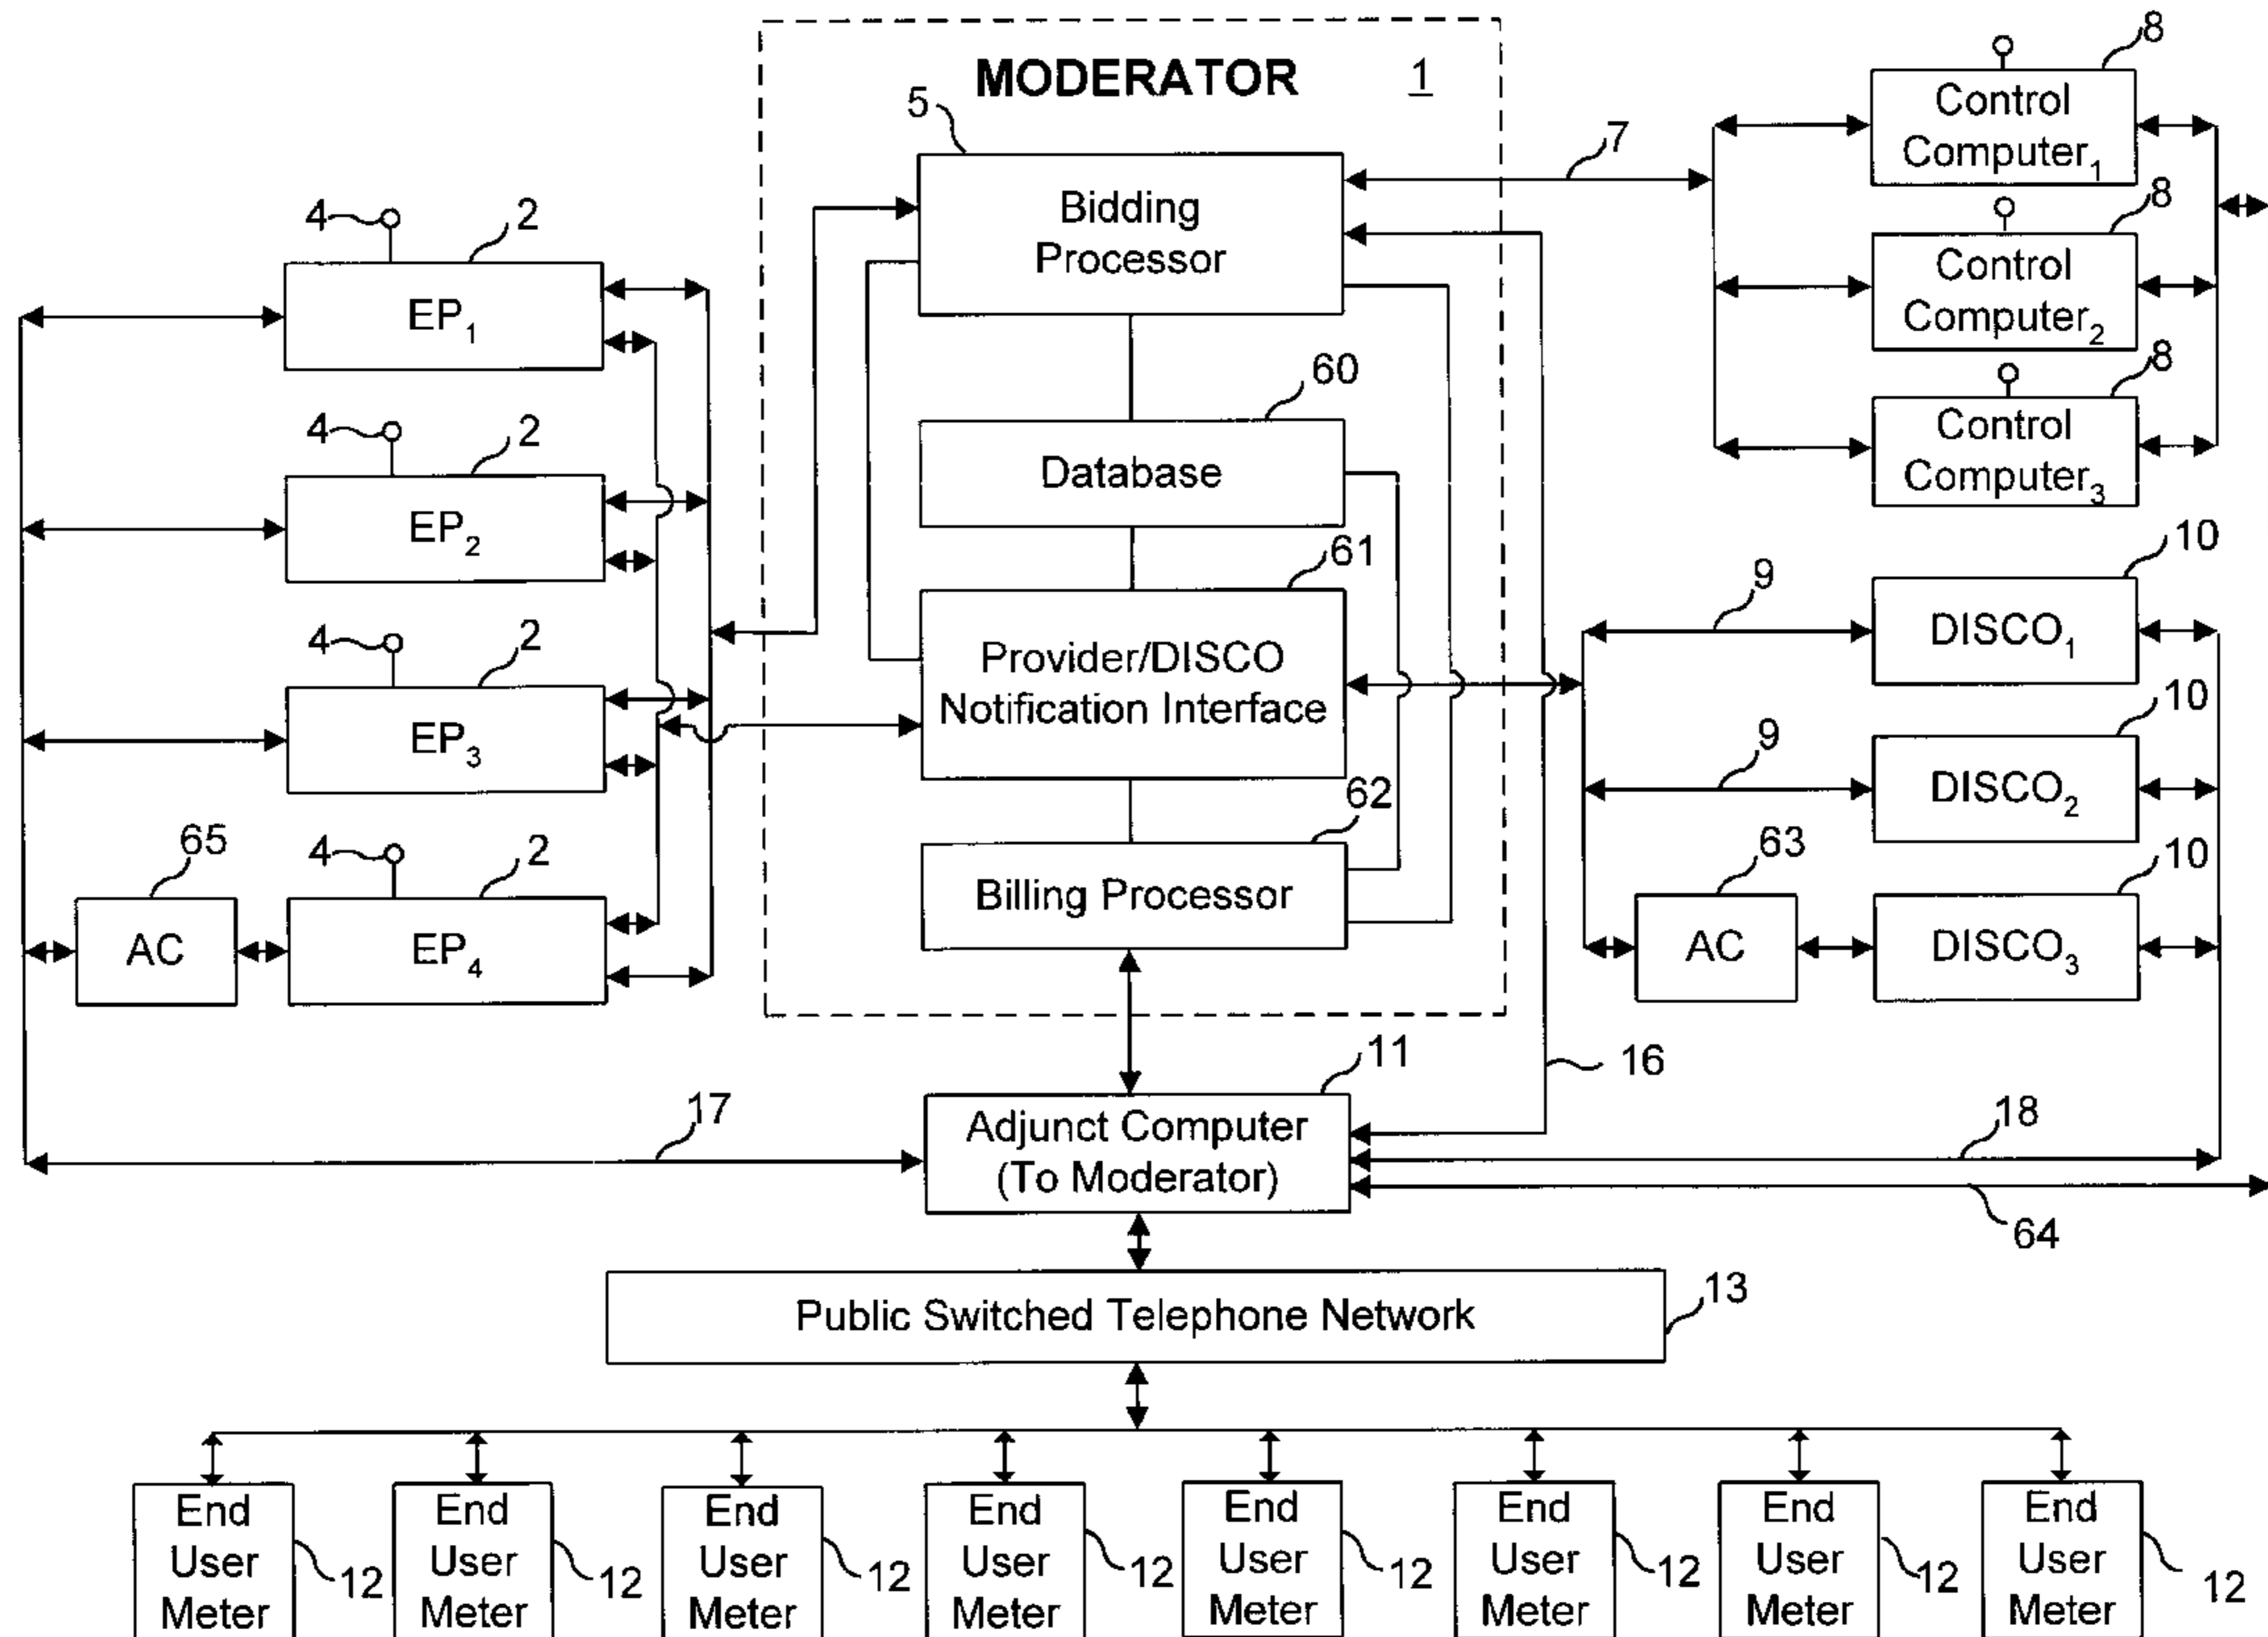 MODERATOR 1
5
Bidding
Processor
7
8
Control
Computer1
8
Control
Computer2
8
Control
Computer3
4
2
EP1
4
2
EP2
4
2
EP3
4
2
EP4
65
AC
60
Database
61
Provider/DISCO
Notification Interface
62
Billing Processor
9
10
DISCO1
9
10
DISCO2
63
AC
10
DISCO3
11
Adjunct Computer
(To Moderator)
16
17
18
64
Public Switched Telephone Network
13
End
User
Meter
12
End
User
Meter
12
End
User
Meter
12
End
User
Meter
12
End
User
Meter
12
End
User
Meter
12
End
User
Meter
12
End
User
Meter
12